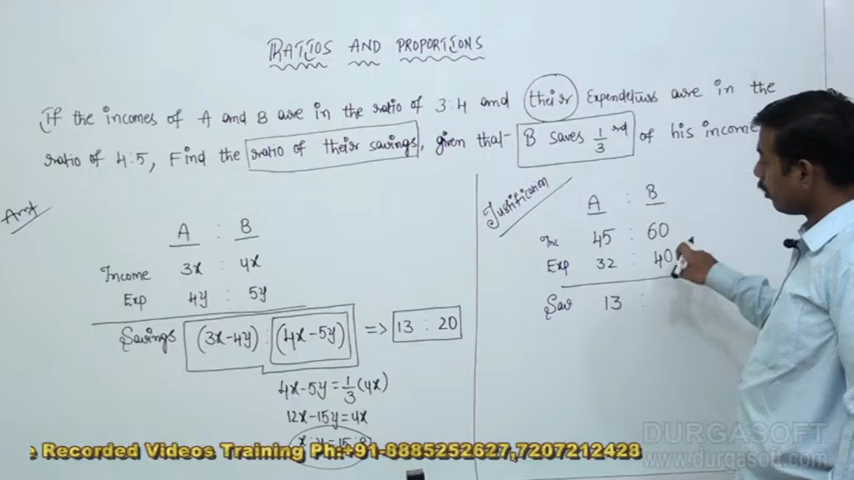 RATIOS AND PROPORTIONS
If the incomes of A and B are in the ratio of 3:4 and their Expenditures are in the
ratio of 4:5, Find the ratio of their savings, given that- B saves 1/3 rd of his income
Ans
A : B
Income 3x : 4x
Exp 4y : 5y
Savings (3x-4y) : (4x-5y) => 13 : 20
4x-5y = 1/3 (4x)
12x-15y = 4x
x : y = 15 : 8
Justification
A : B
Inc 45 : 60
Exp 32 : 40
Sav 13 :
e Recorded Videos Training Ph:+91-8885252627,7207212428
DURGASOFT
www.durgasoft.com